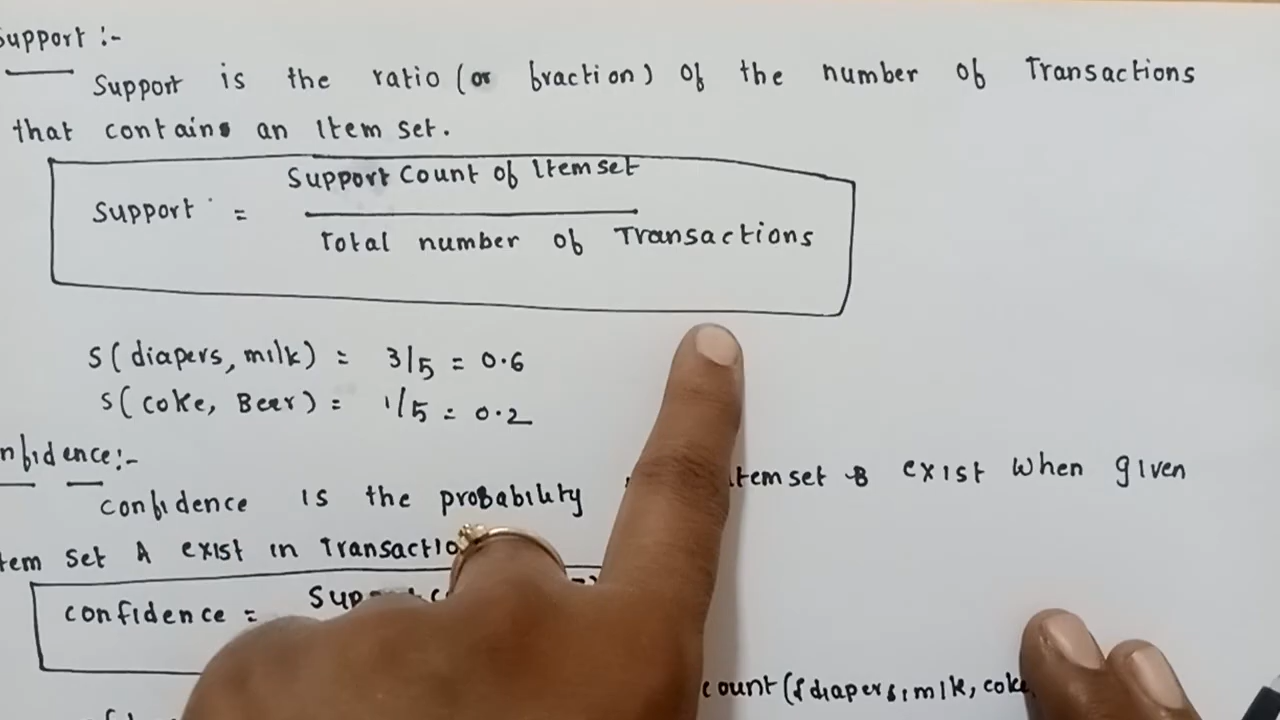 Support :-
Support is the ratio (or fraction) of the number of Transactions
that contains an Item set.
Support Count of Itemset
Support =
Total number of Transactions
S( diapers, milk) = 3/5 = 0.6
S( coke, Beer) = 1/5 = 0.2
nfidence:-
confidence is the probability itemset B exist when given
tem set A exist in Transactio
confidence =
count ({ diapers, milk, coke